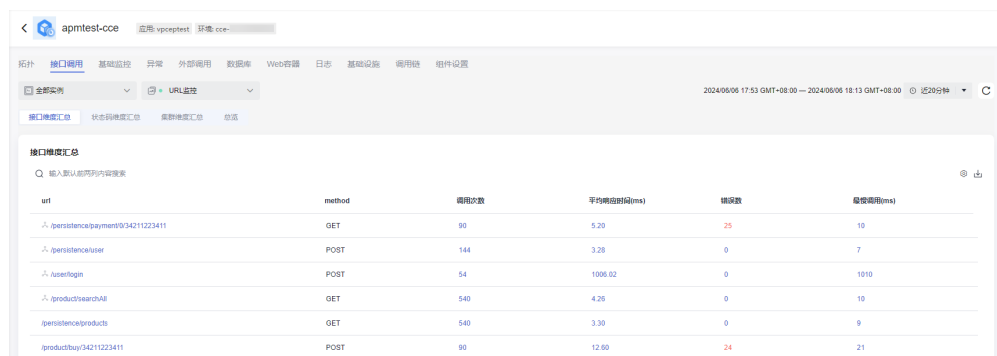 apmtest-cce 应用: vpceptest 环境: cce-
拓扑 接口调用 基础监控 异常 外部调用 数据库 Web容器 日志 基础设施 调用链 组件设置
全部实例 URL监控 2024/06/06 17:53 GMT+08:00 — 2024/06/06 18:13 GMT+08:00 近20分钟
接口维度汇总 状态码维度汇总 集群维度汇总 总览
接口维度汇总
输入默认前两列内容搜索
url method 调用次数 平均响应时间(ms) 错误数 最慢调用(ms)
/persistence/payment/0/34211223411 GET 90 5.20 25 10
/persistence/user POST 144 3.28 0 7
/user/login POST 54 1006.02 0 1010
/product/searchAll GET 540 4.26 0 10
/persistence/products GET 540 3.30 0 9
/product/buy/34211223411 POST 90 12.60 24 21